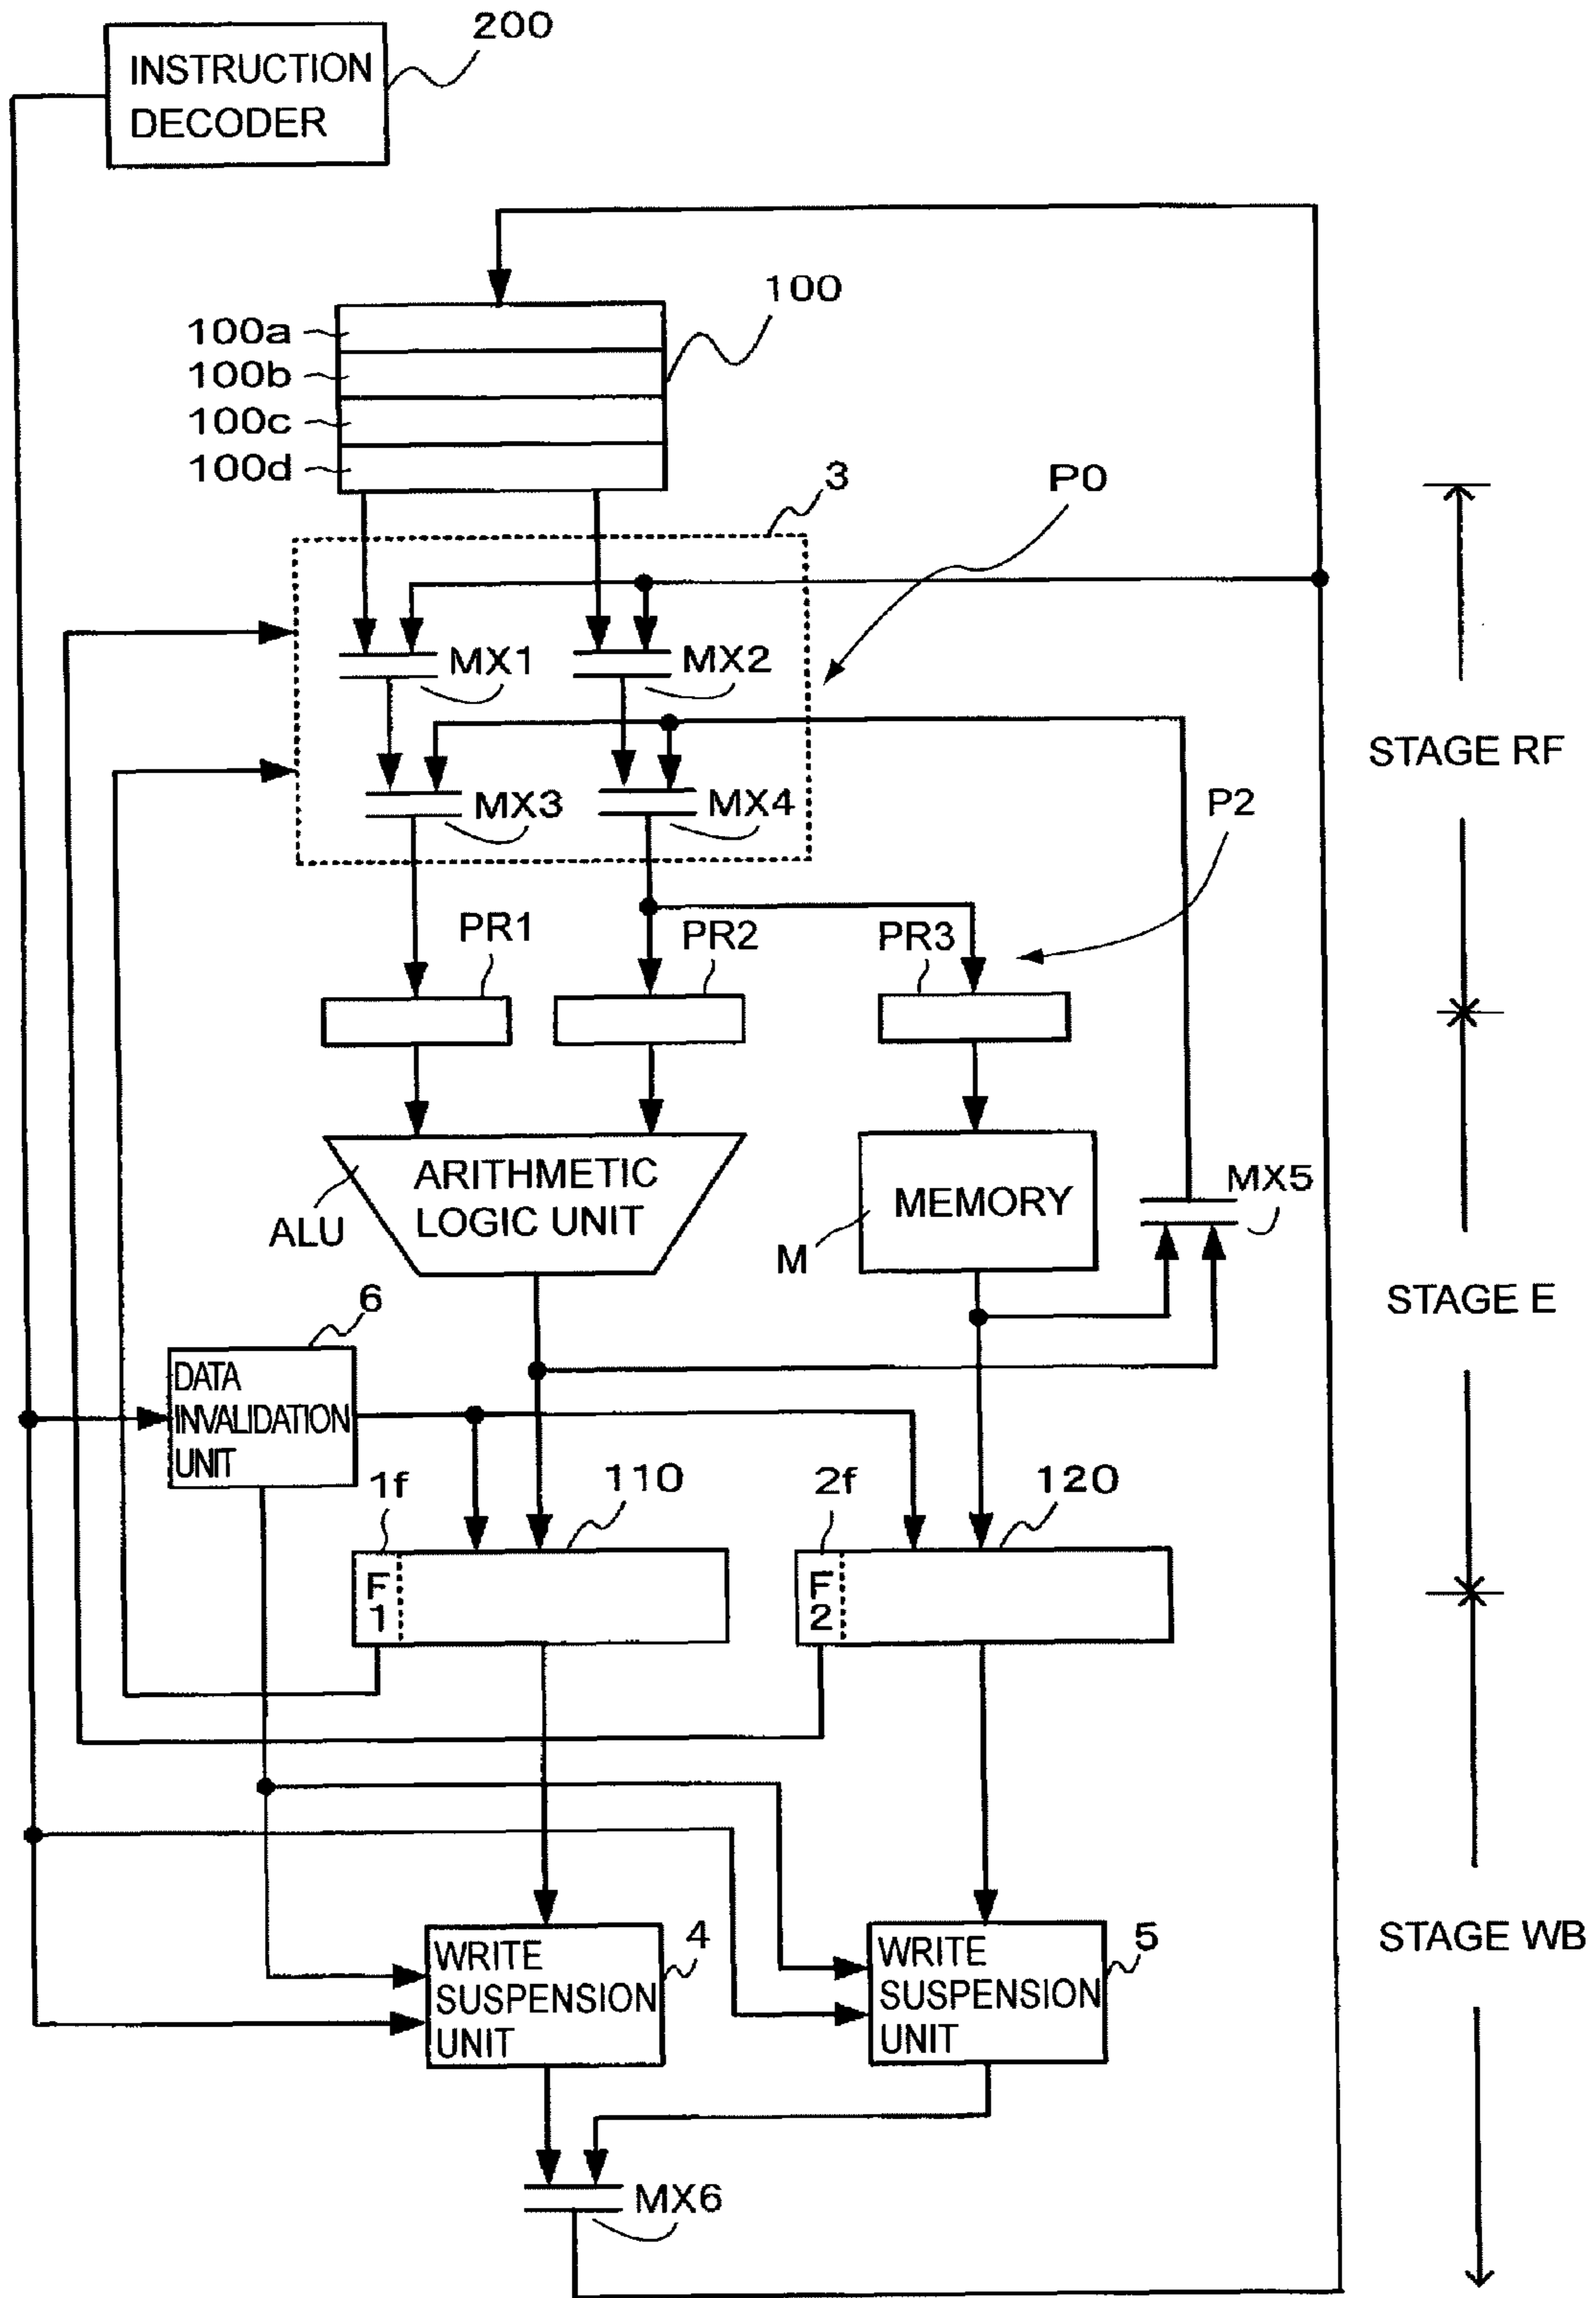 200
INSTRUCTION
DECODER
100
100a
100b
100c
100d
3
P0
MX1
MX2
STAGE RF
MX3
MX4
P2
PR1
PR2
PR3
ARITHMETIC
LOGIC UNIT
ALU
MEMORY
M
MX5
STAGE E
6
DATA
INVALIDATION
UNIT
1f
110
2f
120
F
1
F
2
4
WRITE
SUSPENSION
UNIT
5
WRITE
SUSPENSION
UNIT
STAGE WB
MX6